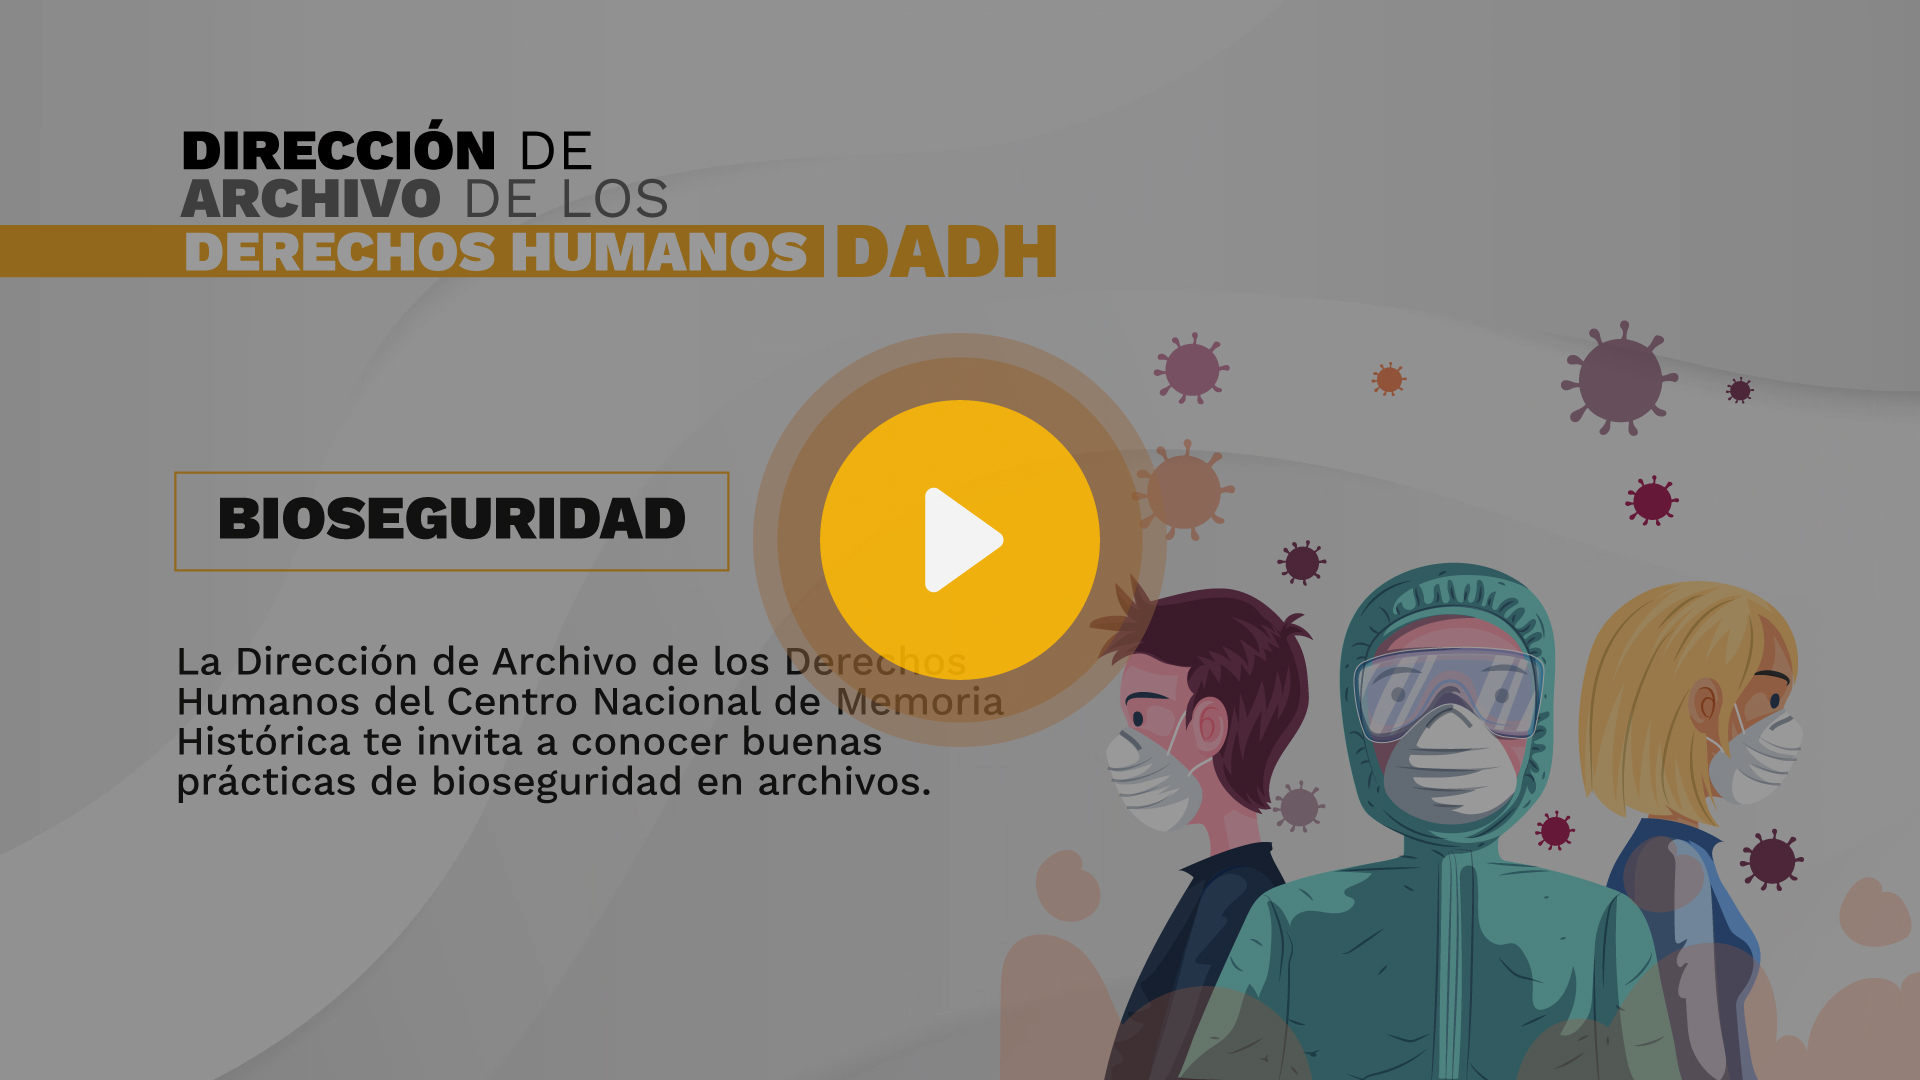 DIRECCIÓN DE
ARCHIVO DE LOS
DERECHOS HUMANOS DADH
BIOSEGURIDAD
La Dirección de Archivo de los Derechos
Humanos del Centro Nacional de Memoria
Histórica te invita a conocer buenas
prácticas de bioseguridad en archivos.